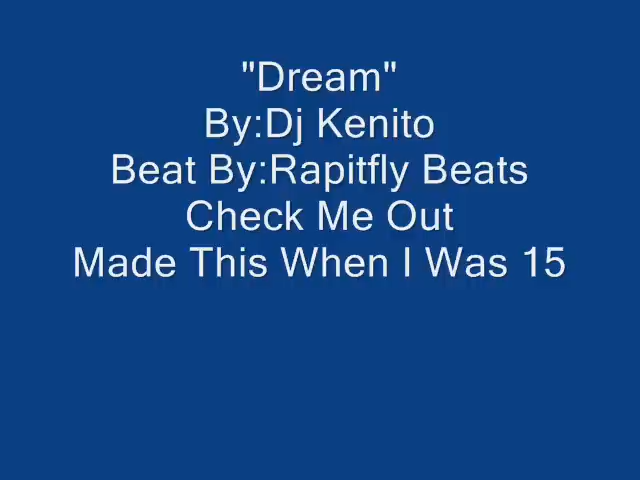 "Dream"
By:Dj Kenito
Beat By:Rapitfly Beats
Check Me Out
Made This When I Was 15